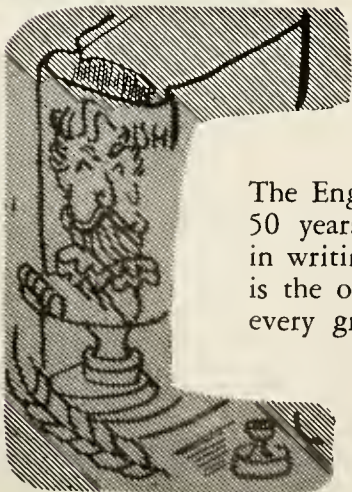 The Eng
50 years
in writin
is the o
every gr